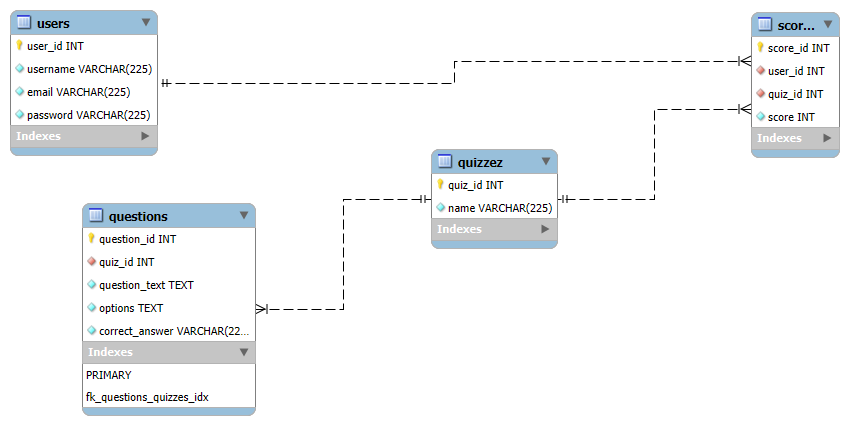 users
user_id INT
username VARCHAR(225)
email VARCHAR(225)
password VARCHAR(225)
Indexes
scor...
score_id INT
user_id INT
quiz_id INT
score INT
Indexes
quizzez
quiz_id INT
name VARCHAR(225)
Indexes
questions
question_id INT
quiz_id INT
question_text TEXT
options TEXT
correct_answer VARCHAR(22...
Indexes
PRIMARY
fk_questions_quizzes_idx